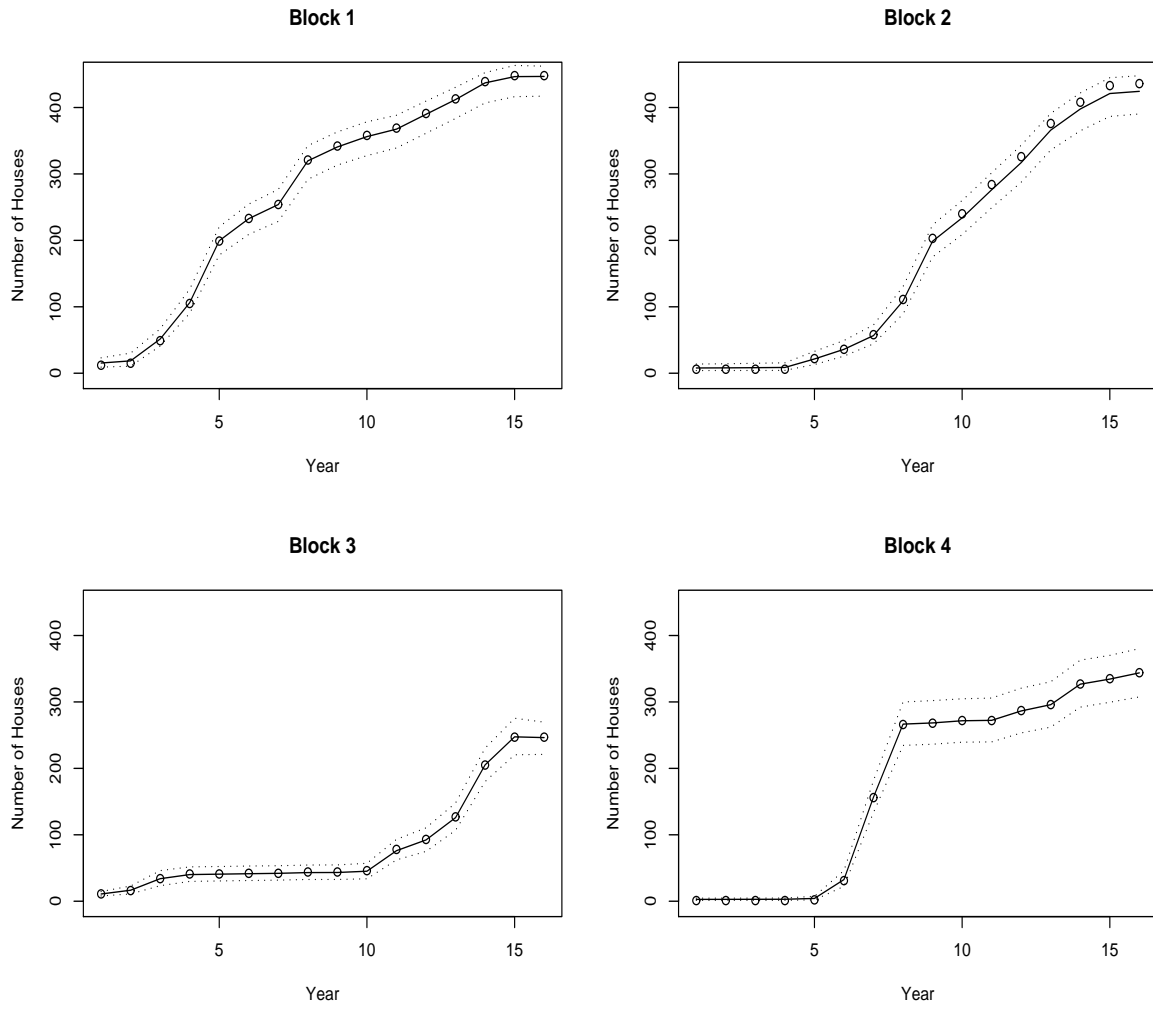 Block 1
Number of Houses
0 100 200 300 400
5 10 15
Year
Block 2
Number of Houses
0 100 200 300 400
5 10 15
Year
Block 3
Number of Houses
0 100 200 300 400
5 10 15
Year
Block 4
Number of Houses
0 100 200 300 400
5 10 15
Year